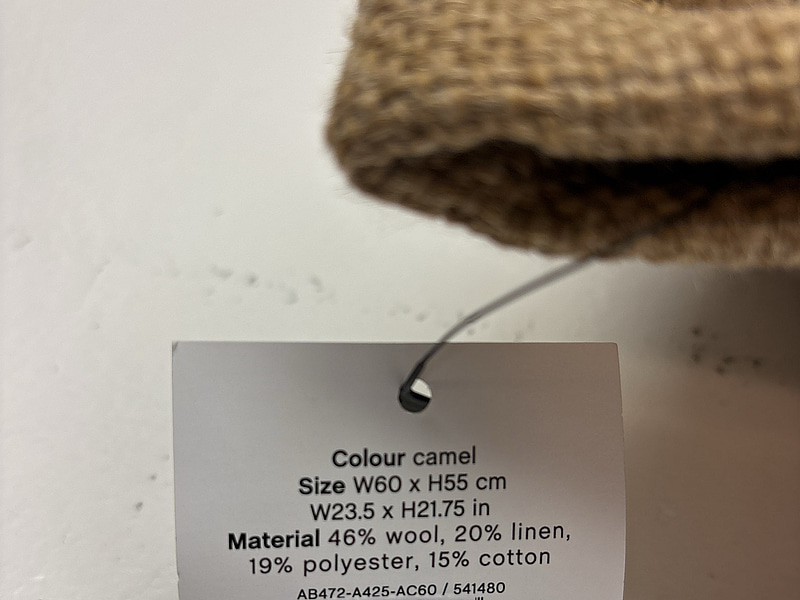 Colour camel
Size W60 x H55 cm
W23.5 x H21.75 in
Material 46% wool, 20% linen,
19% polyester, 15% cotton
AB472-A425-AC60 / 541480